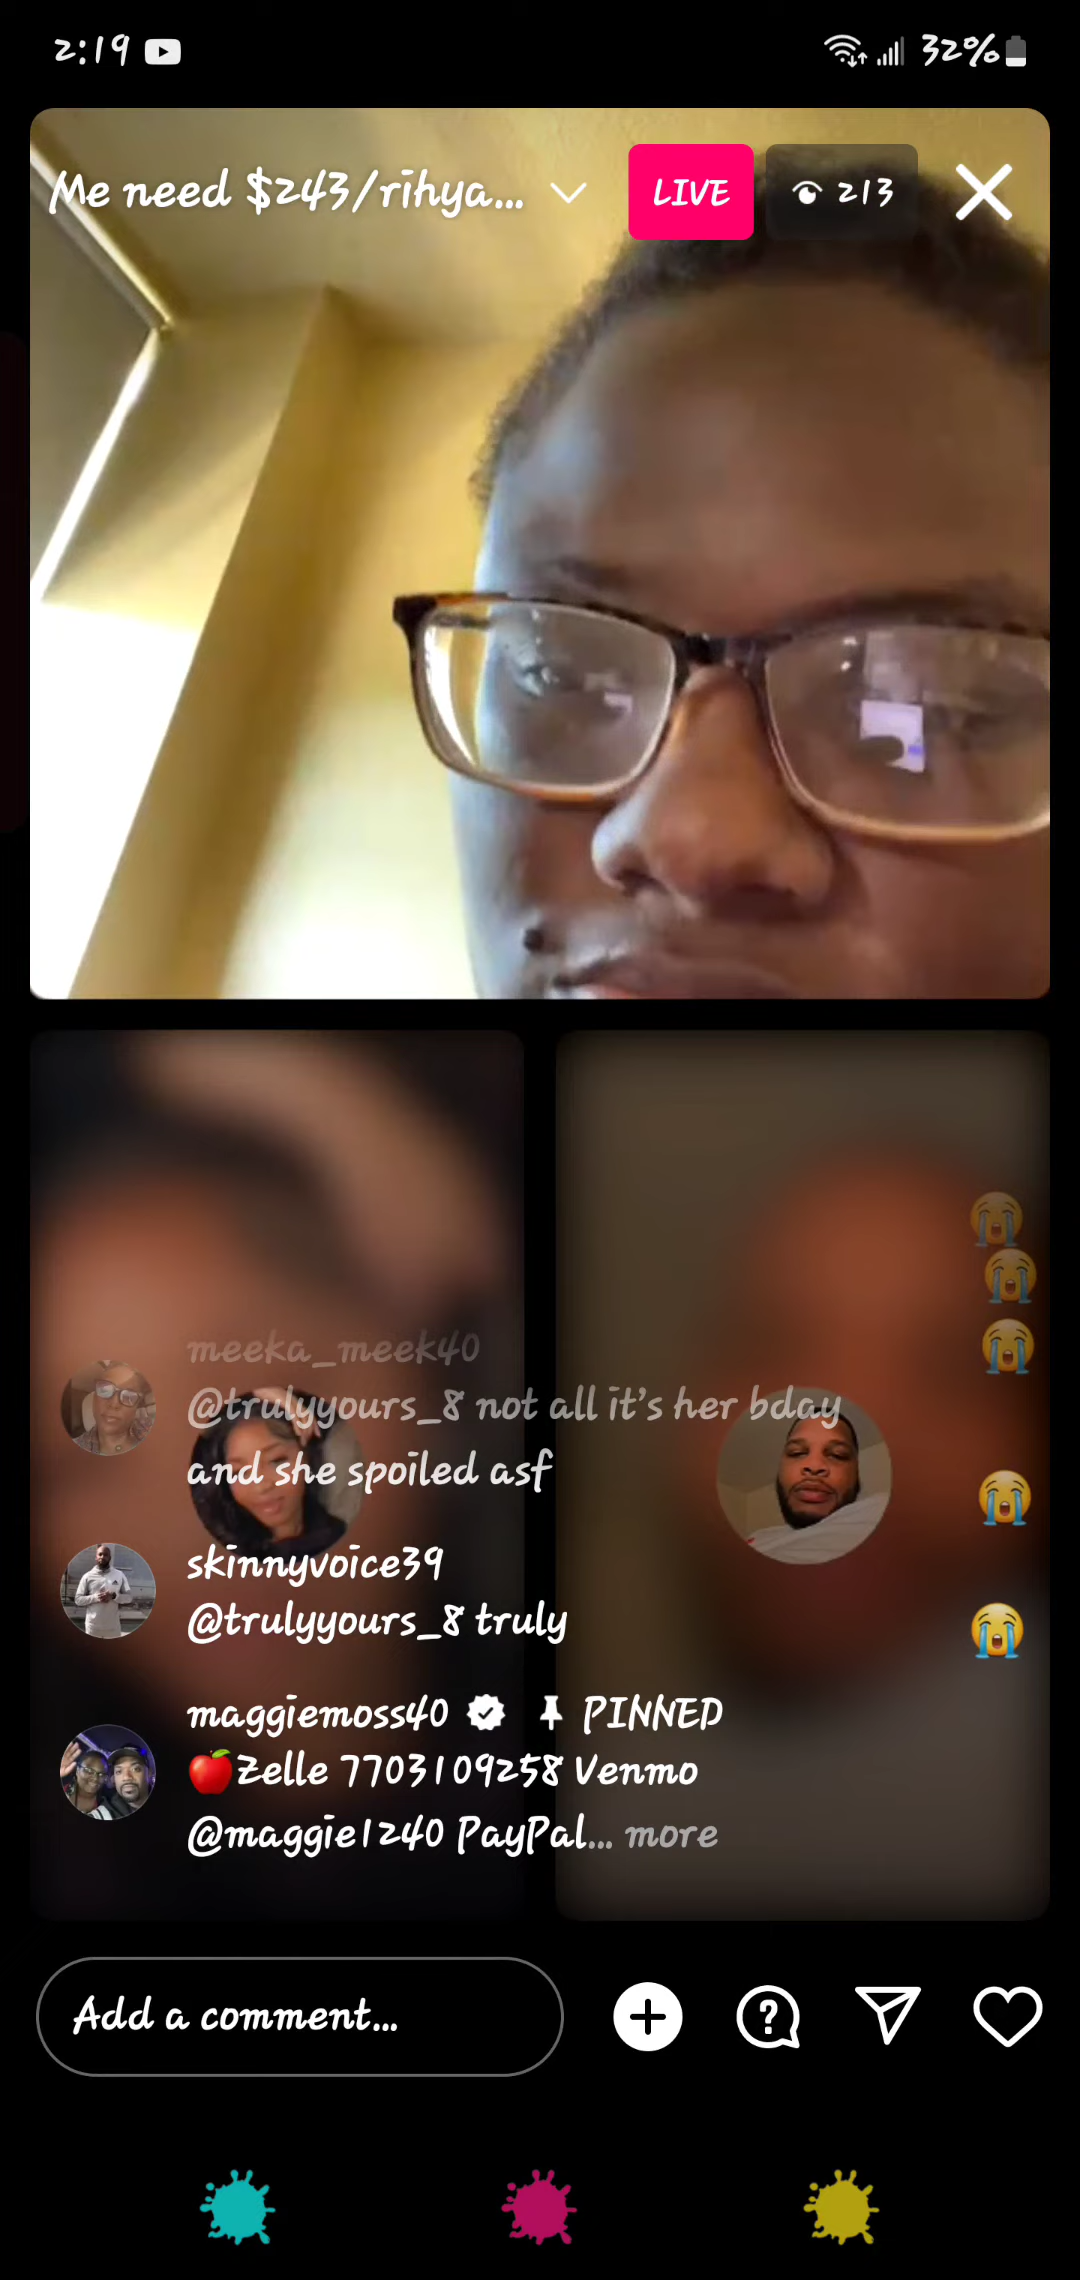 2:19
32%
Me need $243/rihya...
LIVE
213
meeka_meek40
@trulyyours_8 not all it's her bday
and she spoiled asf
skinnyvoice39
@trulyyours_8 truly
maggiemoss40 PINNED
🍎Zelle 7703109258 Venmo
@maggie1240 PayPal... more
Add a comment...